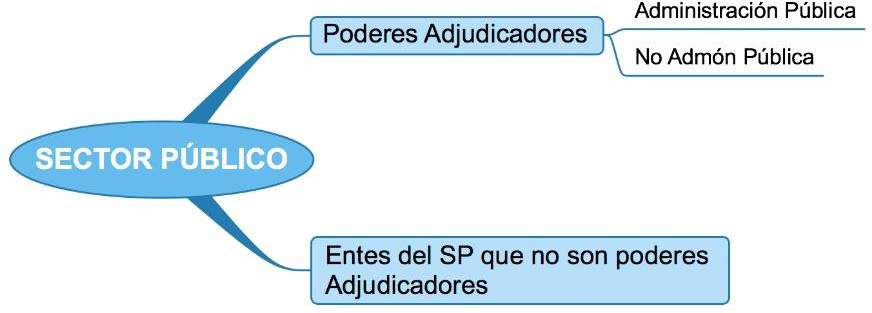 Administración Pública
Poderes Adjudicadores
No Admón Pública
SECTOR PÚBLICO
Entes del SP que no son poderes
Adjudicadores